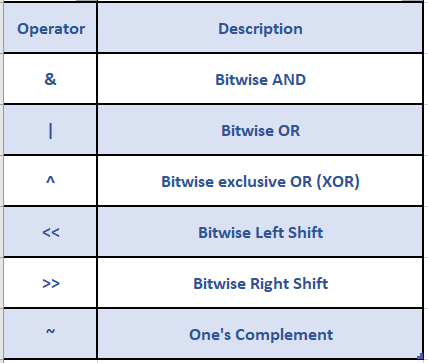 Operator Description
& Bitwise AND
| Bitwise OR
^ Bitwise exclusive OR (XOR)
<< Bitwise Left Shift
>> Bitwise Right Shift
~ One's Complement